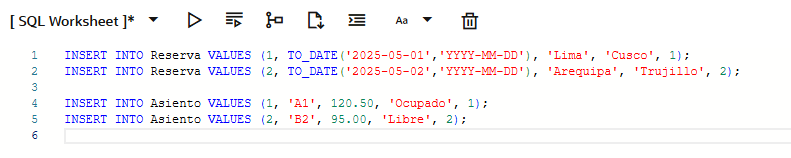 [ SQL Worksheet ]* Aa
1 INSERT INTO Reserva VALUES (1, TO_DATE('2025-05-01','YYYY-MM-DD'), 'Lima', 'Cusco', 1);
2 INSERT INTO Reserva VALUES (2, TO_DATE('2025-05-02','YYYY-MM-DD'), 'Arequipa', 'Trujillo', 2);
3
4 INSERT INTO Asiento VALUES (1, 'A1', 120.50, 'Ocupado', 1);
5 INSERT INTO Asiento VALUES (2, 'B2', 95.00, 'Libre', 2);
6